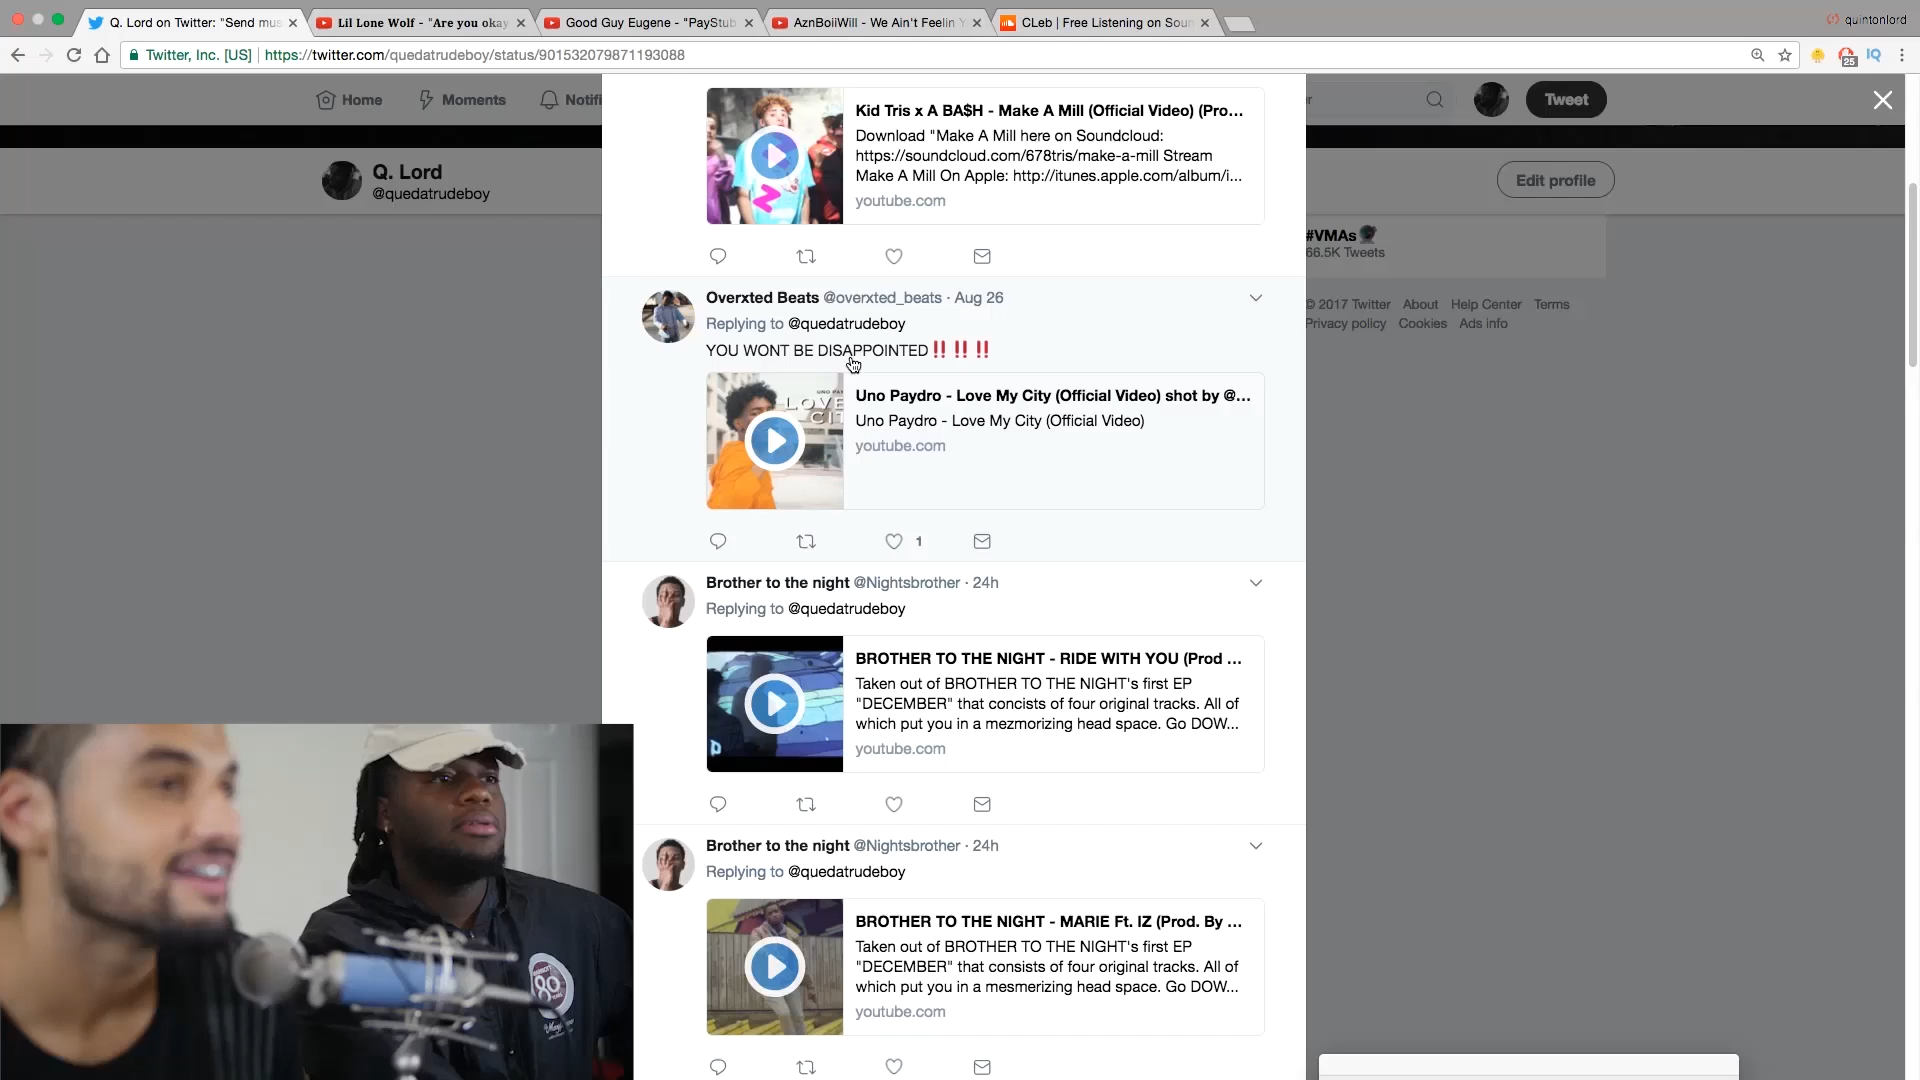 Q. Lord on Twitter: "Send mus
Lil Lone Wolf - "Are you okay
Good Guy Eugene - "PayStub
AznBoiiWill - We Ain't Feelin Y
CLeb | Free Listening on Soun
quintonlord
Twitter, Inc. [US]
https://twitter.com/quedatrudeboy/status/901532079871193088
25
IQ
Home
Moments
Notifi
Tweet
Q. Lord
@quedatrudeboy
Edit profile
Kid Tris x A BA$H - Make A Mill (Official Video) (Pro...
Download "Make A Mill here on Soundcloud:
https://soundcloud.com/678tris/make-a-mill Stream
Make A Mill On Apple: http://itunes.apple.com/album/i...
youtube.com
#VMAs
66.5K Tweets
© 2017 Twitter About Help Center Terms
Privacy policy Cookies Ads info
Overxted Beats @overxted_beats · Aug 26
Replying to @quedatrudeboy
YOU WONT BE DISAPPOINTED‼️ ‼️ ‼️
LOVE
CIT
Uno Paydro - Love My City (Official Video) shot by @...
Uno Paydro - Love My City (Official Video)
youtube.com
1
Brother to the night @Nightsbrother · 24h
Replying to @quedatrudeboy
BROTHER TO THE NIGHT - RIDE WITH YOU (Prod ...
Taken out of BROTHER TO THE NIGHT's first EP
"DECEMBER" that concists of four original tracks. All of
which put you in a mezmorizing head space. Go DOW...
youtube.com
Brother to the night @Nightsbrother · 24h
Replying to @quedatrudeboy
BROTHER TO THE NIGHT - MARIE Ft. IZ (Prod. By ...
Taken out of BROTHER TO THE NIGHT's first EP
"DECEMBER" that consists of four original tracks. All of
which put you in a mesmerizing head space. Go DOW...
youtube.com
80